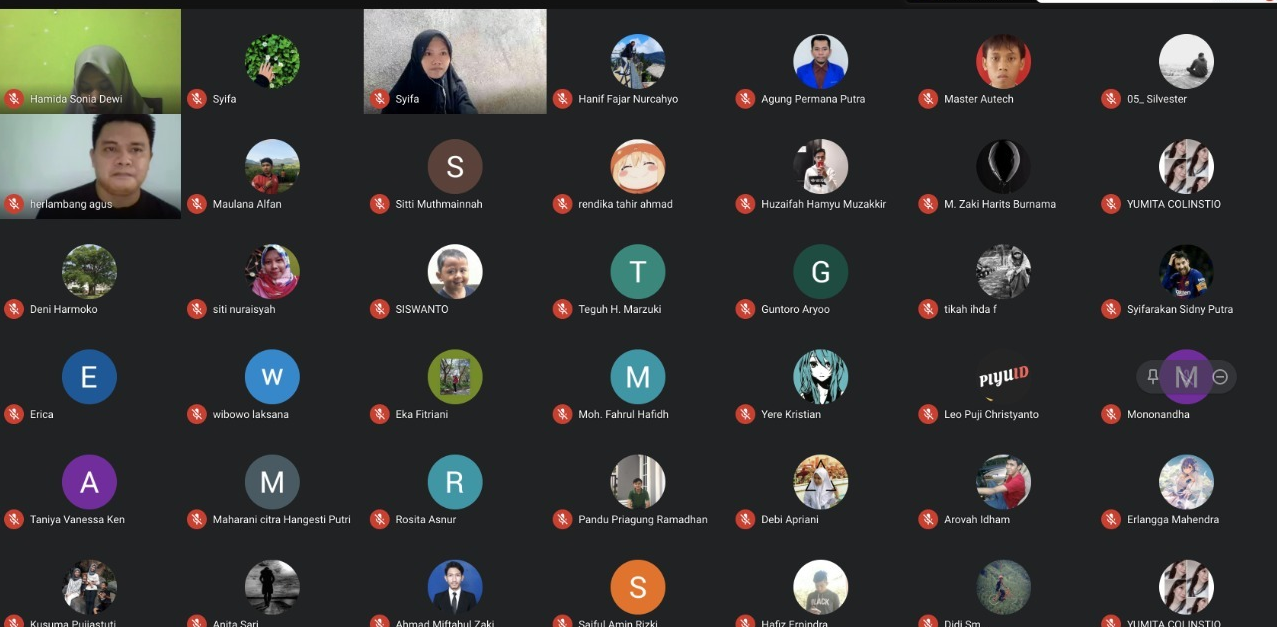 Hamida Sonia Dewi
Syifa
Syifa
Hanif Fajar Nurcahyo
Agung Permana Putra
Master Autech
05_ Silvester
herlambang agus
Maulana Alfan
S
Sitti Muthmainnah
rendika tahir ahmad
Huzaifah Hamyu Muzakkir
M. Zaki Harits Burnama
YUMITA COLINSTIO
Deni Harmoko
siti nuraisyah
SISWANTO
T
Teguh H. Marzuki
G
Guntoro Aryoo
tikah ihda f
Syifarakan Sidny Putra
E
Erica
W
wibowo laksana
Eka Fitriani
M
Moh. Fahrul Hafidh
Yere Kristian
PIyuID
Leo Puji Christyanto
M
Mononandha
A
Taniya Vanessa Ken
M
Maharani citra Hangesti Putri
R
Rosita Asnur
Pandu Priagung Ramadhan
Debi Apriani
Arovah Idham
Erlangga Mahendra
Kusuma Pujiastuti
Anita Sari
Ahmad Miftahul Zaki
S
Saiful Amin Rizki
BLACK
Hafiz Ernindra
Didi Sm
YUMITA COLINSTIO